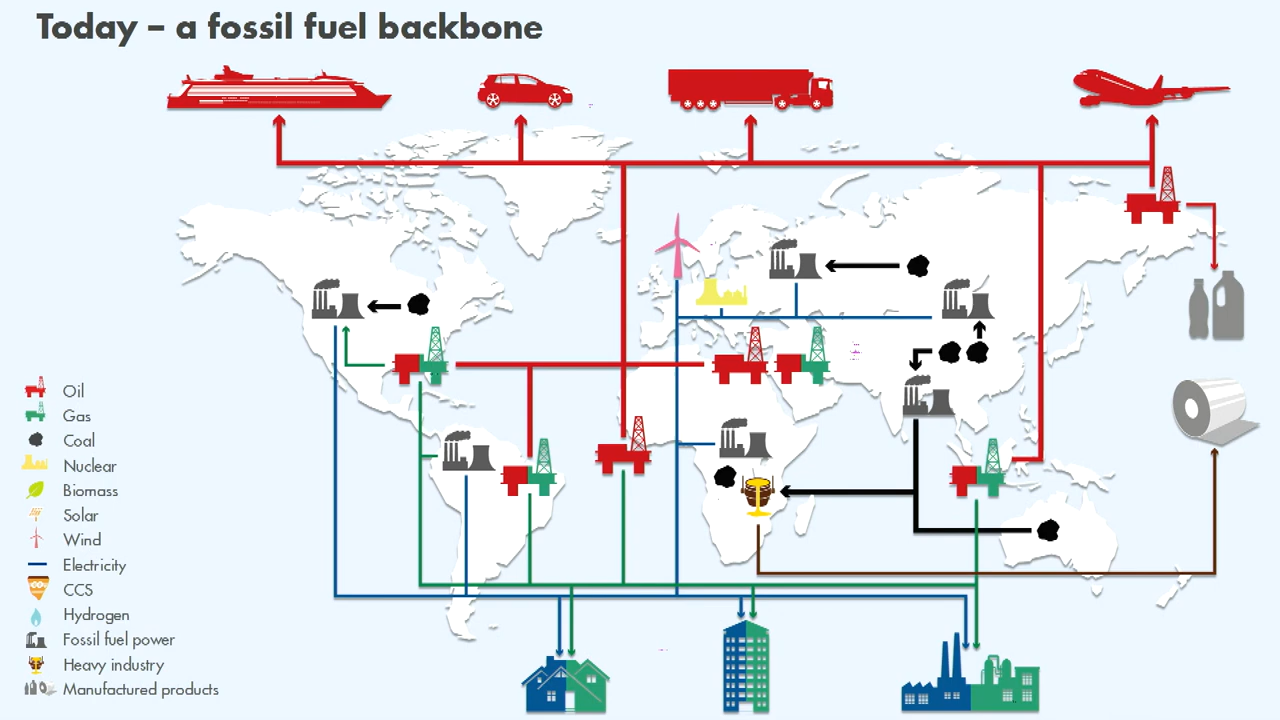 Today – a fossil fuel backbone
Oil
Gas
Coal
Nuclear
Biomass
Solar
Wind
Electricity
CCS
Hydrogen
Fossil fuel power
Heavy industry
Manufactured products